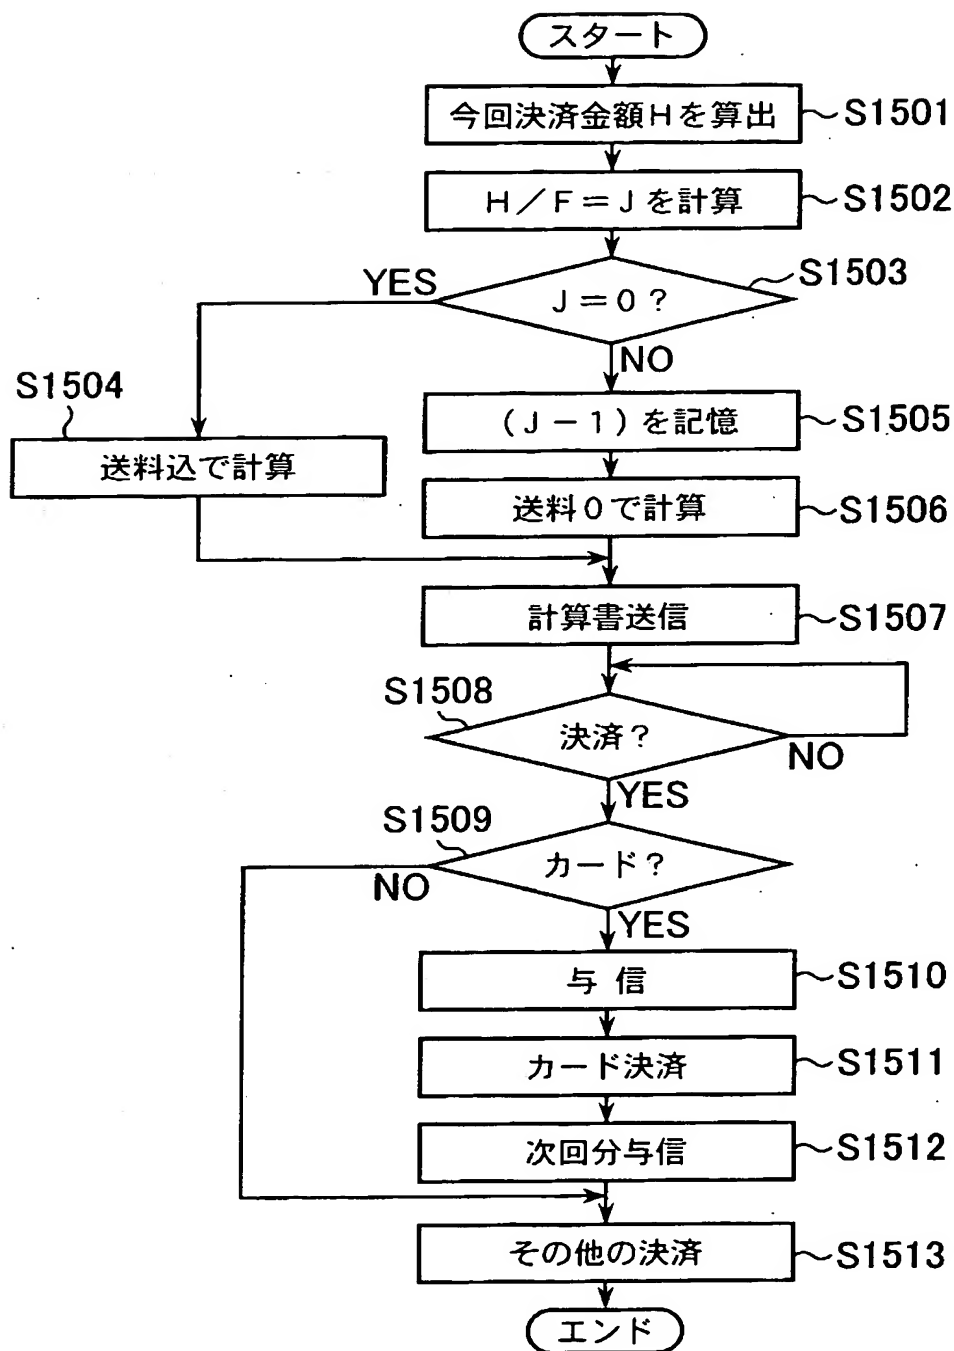 スタート
今回決済金額Hを算出
S1501
H/F=Jを計算
S1502
J=0?
S1503
YES
NO
S1504
送料込で計算
(J-1)を記憶
S1505
送料0で計算
S1506
計算書送信
S1507
S1508
決済?
NO
YES
S1509
カード?
NO
YES
与 信
S1510
カード決済
S1511
次回分与信
S1512
その他の決済
S1513
エンド